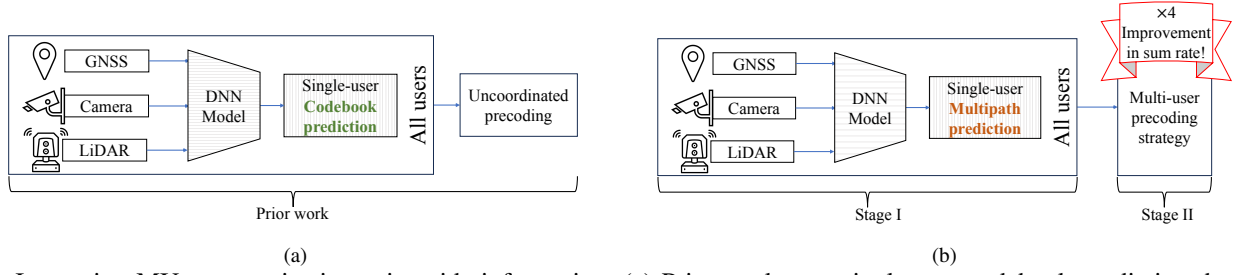 GNSS
Camera
LiDAR
DNN
Model
Single-user
Codebook
prediction
All users
Uncoordinated
precoding
Prior work
(a)
GNSS
Camera
LiDAR
DNN
Model
Single-user
Multipath
prediction
All users
×4
Improvement
in sum rate!
Multi-user
precoding
strategy
Stage I
Stage II
(b)